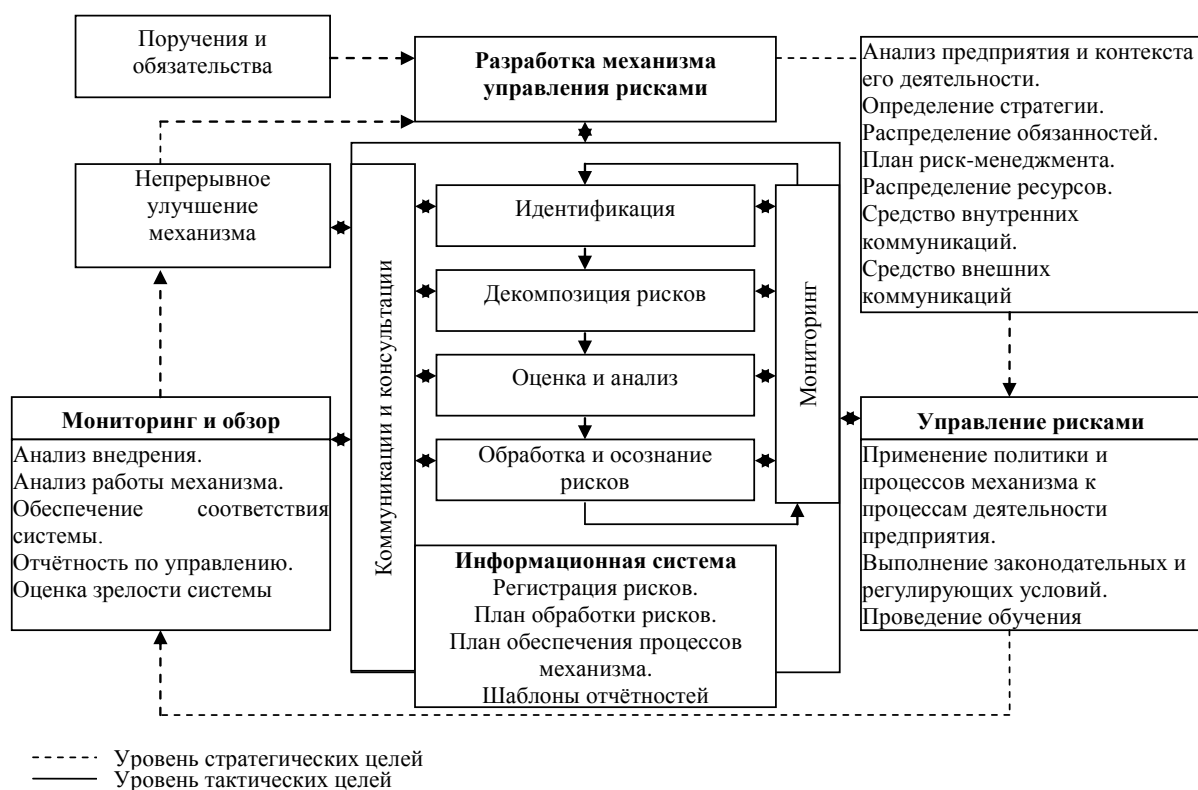 Поручения и
обязательства
Разработка механизма
управления рисками
Анализ предприятия и контекста
его деятельности.
Определение стратегии.
Распределение обязанностей.
План риск-менеджмента.
Распределение ресурсов.
Средство внутренних
коммуникаций.
Средство внешних
коммуникаций
Непрерывное
улучшение
механизма
Коммуникации и консультации
Идентификация
Декомпозиция рисков
Оценка и анализ
Обработка и осознание
рисков
Мониторинг
Мониторинг и обзор
Анализ внедрения.
Анализ работы механизма.
Обеспечение соответствия
системы.
Отчётность по управлению.
Оценка зрелости системы
Управление рисками
Применение политики и
процессов механизма к
процессам деятельности
предприятия.
Выполнение законодательных и
регулирующих условий.
Проведение обучения
Информационная система
Регистрация рисков.
План обработки рисков.
План обеспечения процессов
механизма.
Шаблоны отчётностей
Уровень стратегических целей
Уровень тактических целей